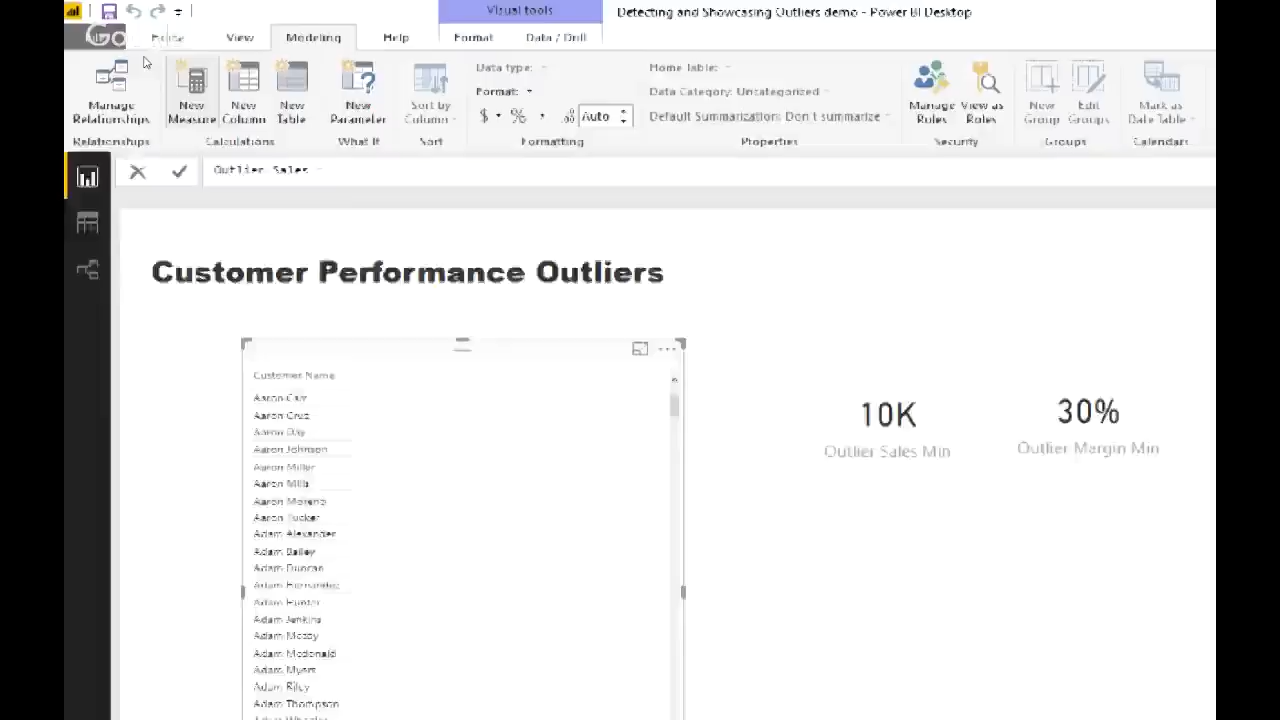 Visual tools
Detecting and Showcasing Outliers demo - Power BI Desktop
Home
View
Modeling
Help
Format
Data / Drill
Manage Relationships
New Measure
New Column
New Table
New Parameter
Sort by Column
Data type:
Format:
$ % .00 Auto
Home Table:
Data Category: Uncategorized
Default Summarization: Don't summarize
Manage Roles
View as Roles
New Group
Edit Groups
Mark as Date Table
Relationships
Calculations
What If
Sort
Formatting
Properties
Security
Groups
Calendars
Outlier Sales =
Customer Performance Outliers
Customer Name
Aaron Carr
Aaron Cruz
Aaron Day
Aaron Johnson
Aaron Miller
Aaron Mills
Aaron Moreno
Aaron Tucker
Adam Alexander
Adam Bailey
Adam Duncan
Adam Hernandez
Adam Hunter
Adam Jenkins
Adam Mccoy
Adam Mcdonald
Adam Myers
Adam Riley
Adam Thompson
Adam Wheeler
10K
Outlier Sales Min
30%
Outlier Margin Min